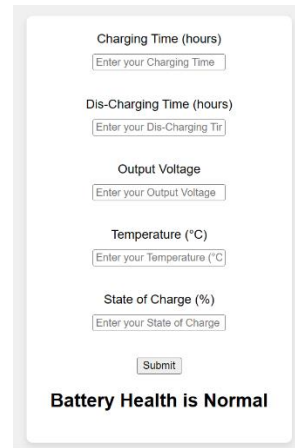 Charging Time (hours)
Enter your Charging Time
Dis-Charging Time (hours)
Enter your Dis-Charging Tir
Output Voltage
Enter your Output Voltage
Temperature (°C)
Enter your Temperature (°C
State of Charge (%)
Enter your State of Charge
Submit
Battery Health is Normal